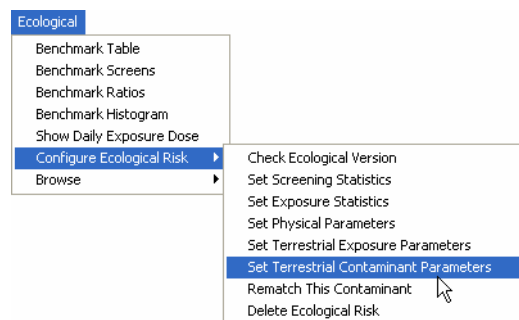 Ecological
Benchmark Table
Benchmark Screens
Benchmark Ratios
Benchmark Histogram
Show Daily Exposure Dose
Configure Ecological Risk
Browse
Check Ecological Version
Set Screening Statistics
Set Exposure Statistics
Set Physical Parameters
Set Terrestrial Exposure Parameters
Set Terrestrial Contaminant Parameters
Rematch This Contaminant
Delete Ecological Risk